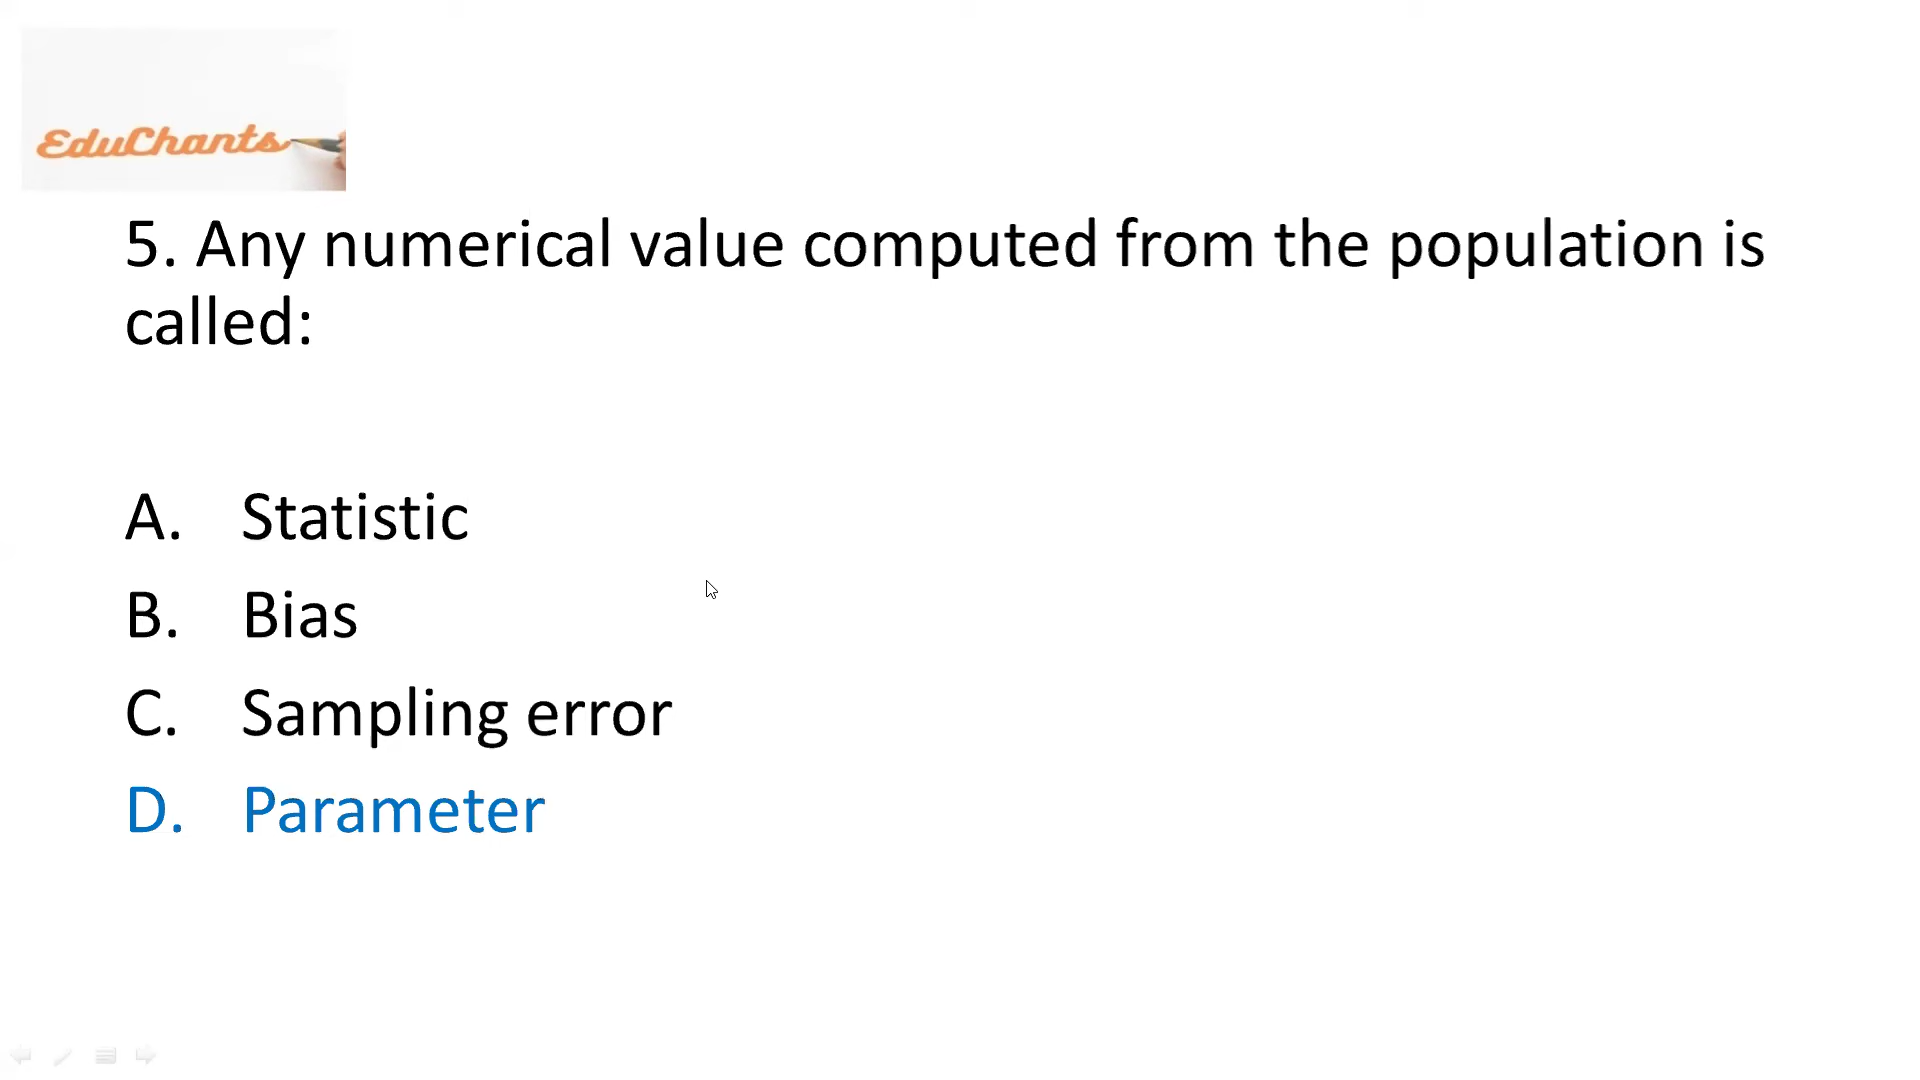 EduChants
5. Any numerical value computed from the population is
called:
A. Statistic
B. Bias
C. Sampling error
D. Parameter